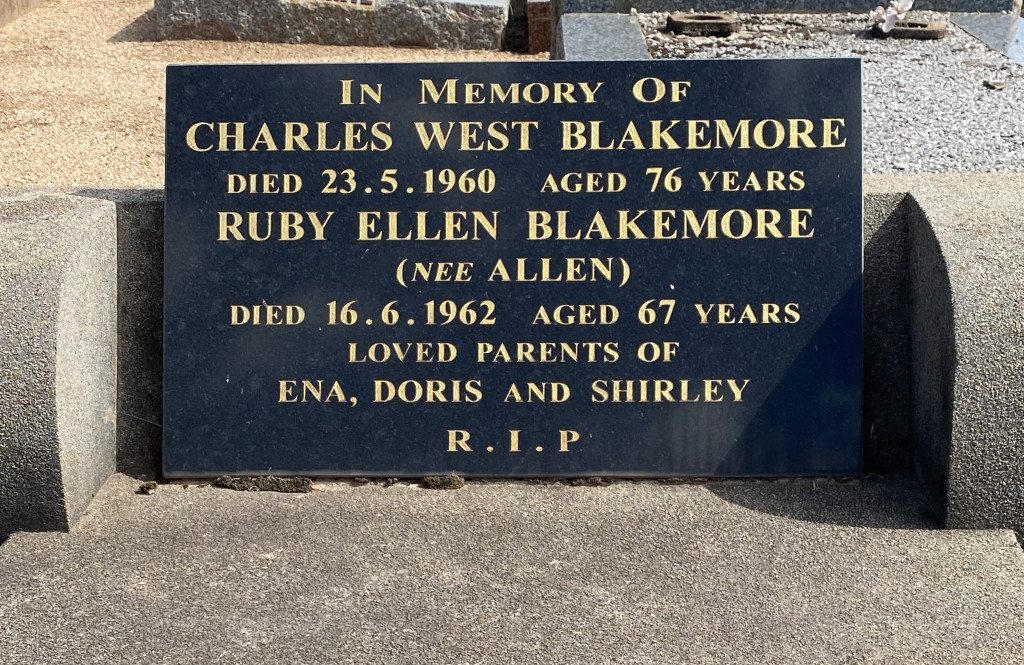 In Memory Of
CHARLES WEST BLAKEMORE
DIED 23.5.1960 AGED 76 YEARS
RUBY ELLEN BLAKEMORE
(NEE ALLEN)
DIED 16.6.1962 AGED 67 YEARS
LOVED PARENTS OF
ENA, DORIS AND SHIRLEY
R.I.P